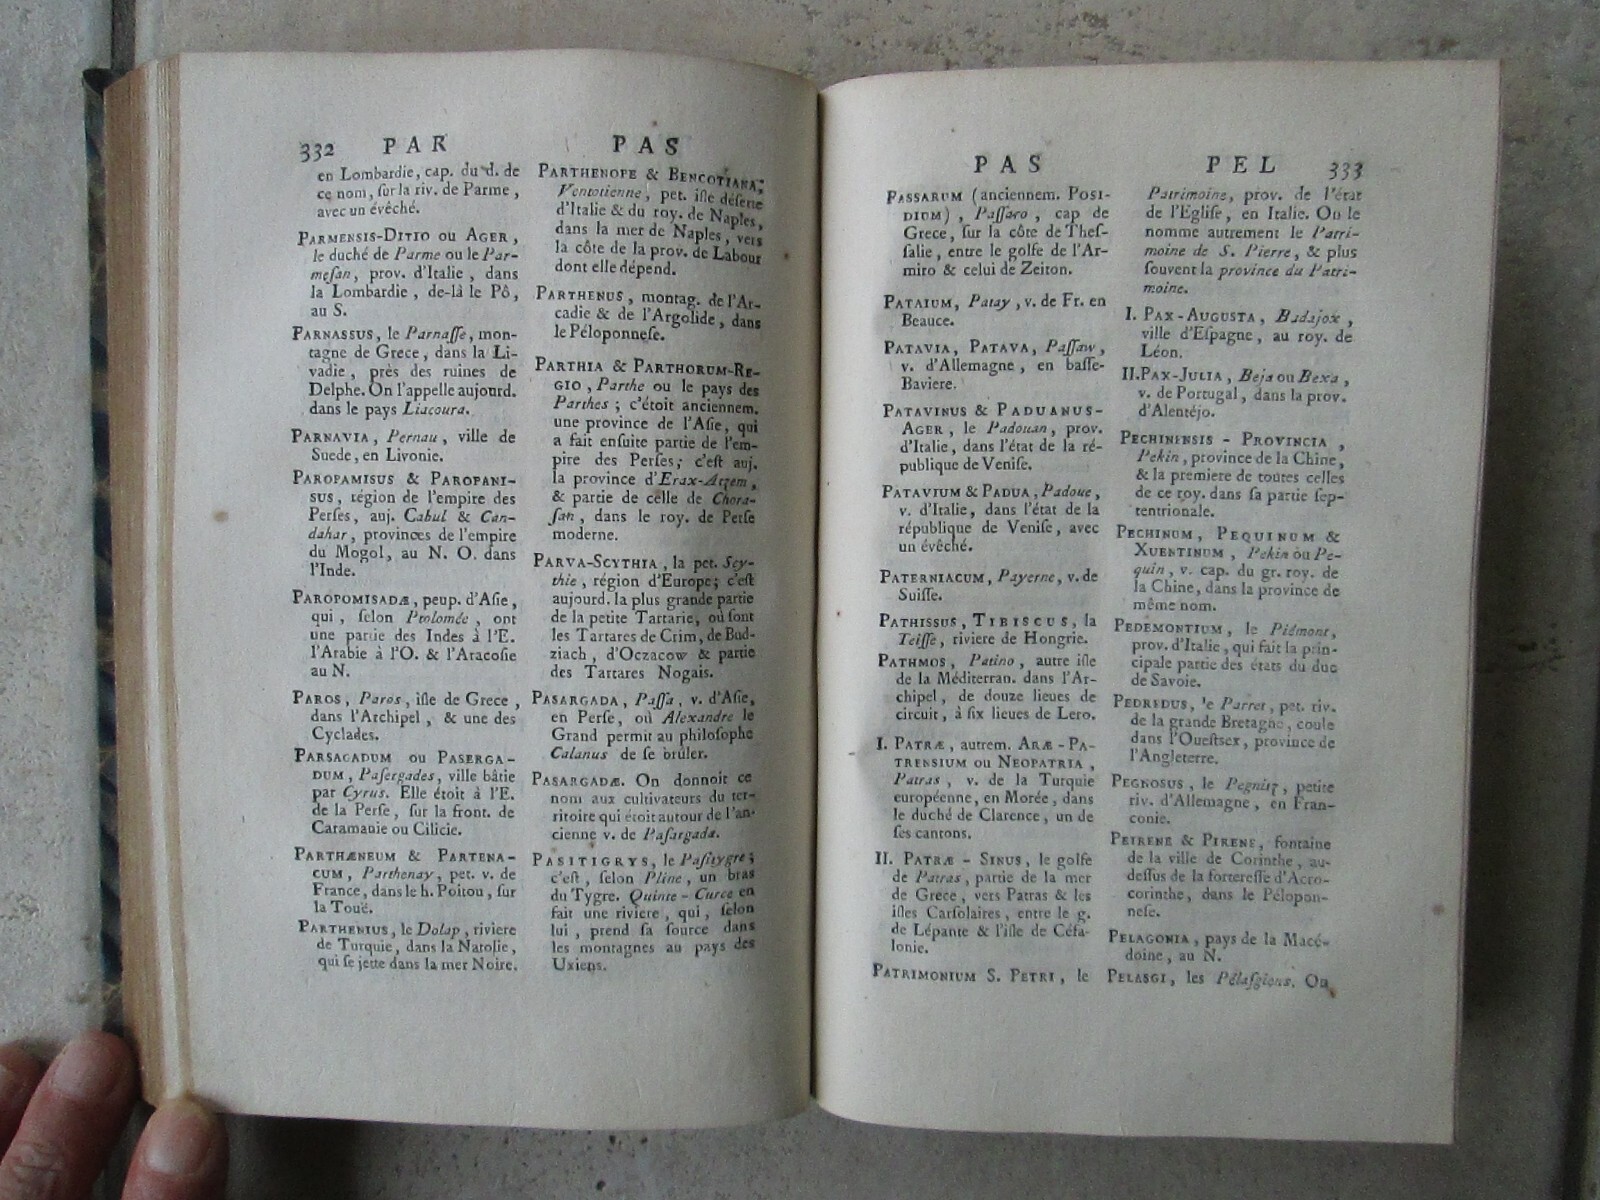 332 PAR PAS
en Lombardie, cap. du d. de
ce nom, ſur la riv. de Parme,
avec un évêché.
PARMENSIS-DITIO ou AGER,
le duché de Parme ou le Par-
meſan, prov. d'Italie, dans
la Lombardie, de-là le Pô,
au S.
PARNASSUS, le Parnaſſe, mon-
tagne de Grece, dans la Li-
vadie, près des ruines de
Delphe. On l'appelle aujourd.
dans le pays Liacoura.
PARNAVIA, Pernau, ville de
Suede, en Livonie.
PAROPAMISUS & PAROPANI-
SUS, région de l'empire des
Perſes, auj. Cabul & Can-
dahar, provinces de l'empire
du Mogol, au N. O. dans
l'Inde.
PAROPOMISADÆ, peup. d'Aſie,
qui, ſelon Ptolomée, ont
une partie des Indes à l'E.
l'Arabie à l'O. & l'Aracoſie
au N.
PAROS, Paros, iſle de Grece,
dans l'Archipel, & une des
Cyclades.
PARSAGADUM ou PASERGA-
DUM, Paſergades, ville bâtie
par Cyrus. Elle étoit à l'E.
de la Perſe, ſur la front. de
Caramanie ou Cilicie.
PARTHÆNEUM & PARTENA-
CUM, Parthenay, pet. v. de
France, dans le h. Poitou, ſur
la Toué.
PARTHENIUS, le Dolap, riviere
de Turquie, dans la Natolie,
qui ſe jette dans la mer Noire.
PARTHENOPE & BENCOTIANA,
Ventotienne, pet. iſle déſerte
d'Italie & du roy. de Naples,
dans la mer de Naples, vers
la côte de la prov. de Labour
dont elle dépend.
PARTHENUS, montag. de l'Ar-
cadie & de l'Argolide, dans
le Péloponneſe.
PARTHIA & PARTHORUM-RE-
GIO, Parthe ou le pays des
Parthes; c'étoit anciennem.
une province de l'Aſie, qui
a fait enſuite partie de l'em-
pire des Perſes; c'eſt auj.
la province d'Erax-Atzem,
& partie de celle de Chora-
ſan, dans le roy. de Perſe
moderne.
PARVA-SCYTHIA, la pet. Scy-
thie, région d'Europe; c'eſt
aujourd. la plus grande partie
de la petite Tartarie, où ſont
les Tartares de Crim, de Bud-
ziach, d'Oczacow & partie
des Tartares Nogais.
PASARGADA, Paſſa, v. d'Aſie,
en Perſe, où Alexandre le
Grand permit au philoſophe
Calanus de ſe brûler.
PASARGADÆ. On donnoit ce
nom aux cultivateurs du ter-
ritoire qui étoit autour de l'an-
cienne v. de Paſargada.
PASITIGRYS, le Paſitygre;
c'eſt, ſelon Pline, un bras
du Tygre. Quinte-Curce en
fait une riviere, qui, ſelon
lui, prend ſa ſource dans
les montagnes au pays des
Uxiens.
PAS PEL 333
PASSARUM (anciennem. POSI-
DIUM), Paſſaro, cap de
Grece, ſur la côte de Theſ-
ſalie, entre le golfe de l'Ar-
miro & celui de Zeiton.
PATAIUM, Patay, v. de Fr. en
Beauce.
PATAVIA, PATAVA, Paſſaw,
v. d'Allemagne, en baſſe-
Baviere.
PATAVINUS & PADUANUS-
AGER, le Padouan, prov.
d'Italie, dans l'état de la ré-
publique de Veniſe.
PATAVIUM & PADUA, Padoue,
v. d'Italie, dans l'état de la
république de Veniſe, avec
un évêché.
PATERNIACUM, Payerne, v. de
Suiſſe.
PATHISSUS, TIBISCUS, la
Teiſſe, riviere de Hongrie.
PATHMOS, Patino, autre iſle
de la Méditerran. dans l'Ar-
chipel, de douze lieues de
circuit, à ſix lieues de Lero.
I. PATRÆ, autrem. ARÆ-PA-
TRENSIUM ou NEOPATRIA,
Patras, v. de la Turquie
européenne, en Morée, dans
le duché de Clarence, un de
ſes cantons.
II. PATRÆ-SINUS, le golfe
de Patras, partie de la mer
de Grece, vers Patras & les
iſles Carſolaires, entre le g.
de Lépante & l'iſle de Céfa-
lonie.
PATRIMONIUM S. PETRI, le
Patrimoine, prov. de l'état
de l'Egliſe, en Italie. On le
nomme autrement le Patri-
moine de S. Pierre, & plus
ſouvent la province du Patri-
moine.
I. PAX-AUGUSTA, Badajox,
ville d'Eſpagne, au roy. de
Léon.
II. PAX-JULIA, Beja ou Bexa,
v. de Portugal, dans la prov.
d'Alentéjo.
PECHINENSIS-PROVINCIA,
Pekin, province de la Chine,
& la premiere de toutes celles
de ce roy. dans ſa partie ſep-
tentrionale.
PECHINUM, PEQUINUM &
XUENTINUM, Pekin ou Pe-
quin, v. cap. du gr. roy. de
la Chine, dans la province de
même nom.
PEDEMONTIUM, le Piémont,
prov. d'Italie, qui fait la prin-
cipale partie des états du duc
de Savoie.
PEDREDUS, le Parret, pet. riv.
de la grande Bretagne, coule
dans l'Oueſtſex, province de
l'Angleterre.
PEGNOSUS, le Pegnitz, petite
riv. d'Allemagne, en Fran-
conie.
PEIRENE & PIRENE, fontaine
de la ville de Corinthe, au-
deſſus de la fortereſſe d'Acro-
corinthe, dans le Pélopon-
neſe.
PELAGONIA, pays de la Macé-
doine, au N.
PELASGI, les Pélaſgiens. On